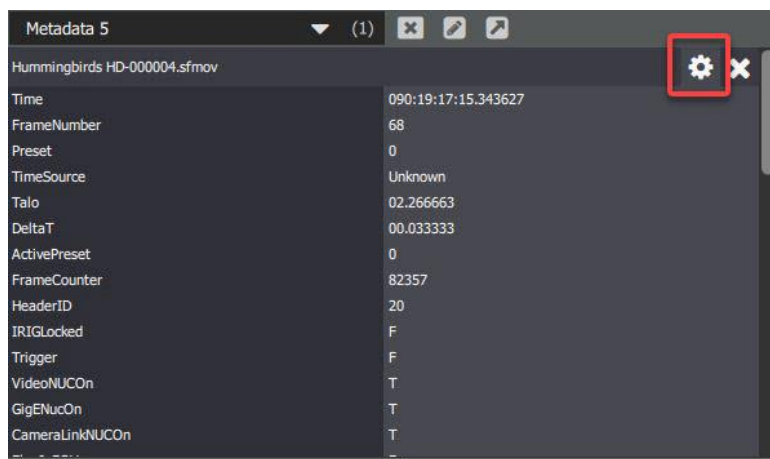 Metadata 5 (1)
Hummingbirds HD-000004.sfmov
Time 090:19:17:15.343627
FrameNumber 68
Preset 0
TimeSource Unknown
Talo 02.266663
DeltaT 00.033333
ActivePreset 0
FrameCounter 82357
HeaderID 20
IRIGLocked F
Trigger F
VideoNUCOn T
GigENucOn T
CameraLinkNUCOn T